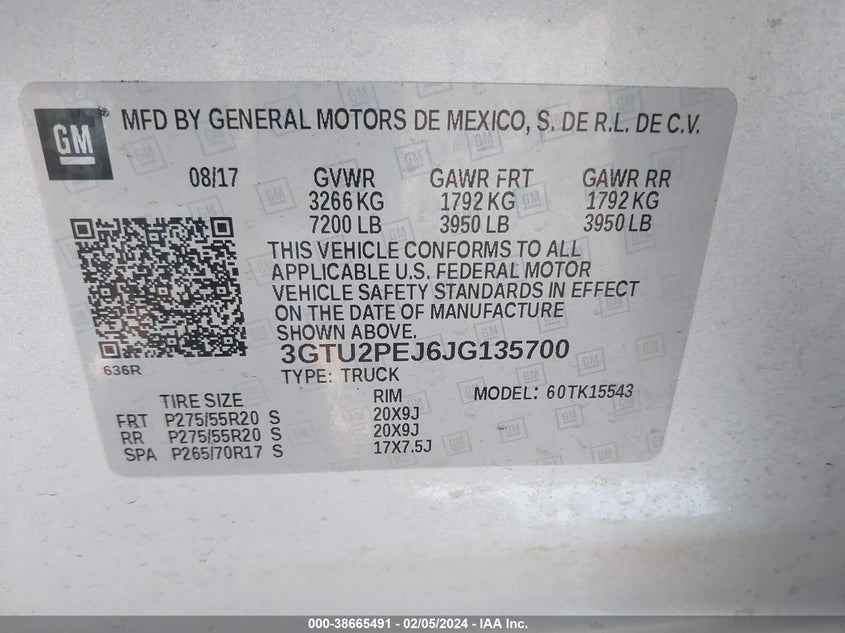 GM ® MFD BY GENERAL MOTORS DE MEXICO, S. DE R.L. DE C.V.
08/17 GVWR GAWR FRT GAWR RR
3266 KG 1792 KG 1792 KG
7200 LB 3950 LB 3950 LB
THIS VEHICLE CONFORMS TO ALL
APPLICABLE U.S. FEDERAL MOTOR
VEHICLE SAFETY STANDARDS IN EFFECT
ON THE DATE OF MANUFACTURE
SHOWN ABOVE.
636R
3GTU2PEJ6JG135700
TYPE: TRUCK
MODEL: 60TK15543
TIRE SIZE RIM
FRT P275/55R20 S 20X9J
RR P275/55R20 S 20X9J
SPA P265/70R17 S 17X7.5J
000-38665491 - 02/05/2024 - IAA Inc.